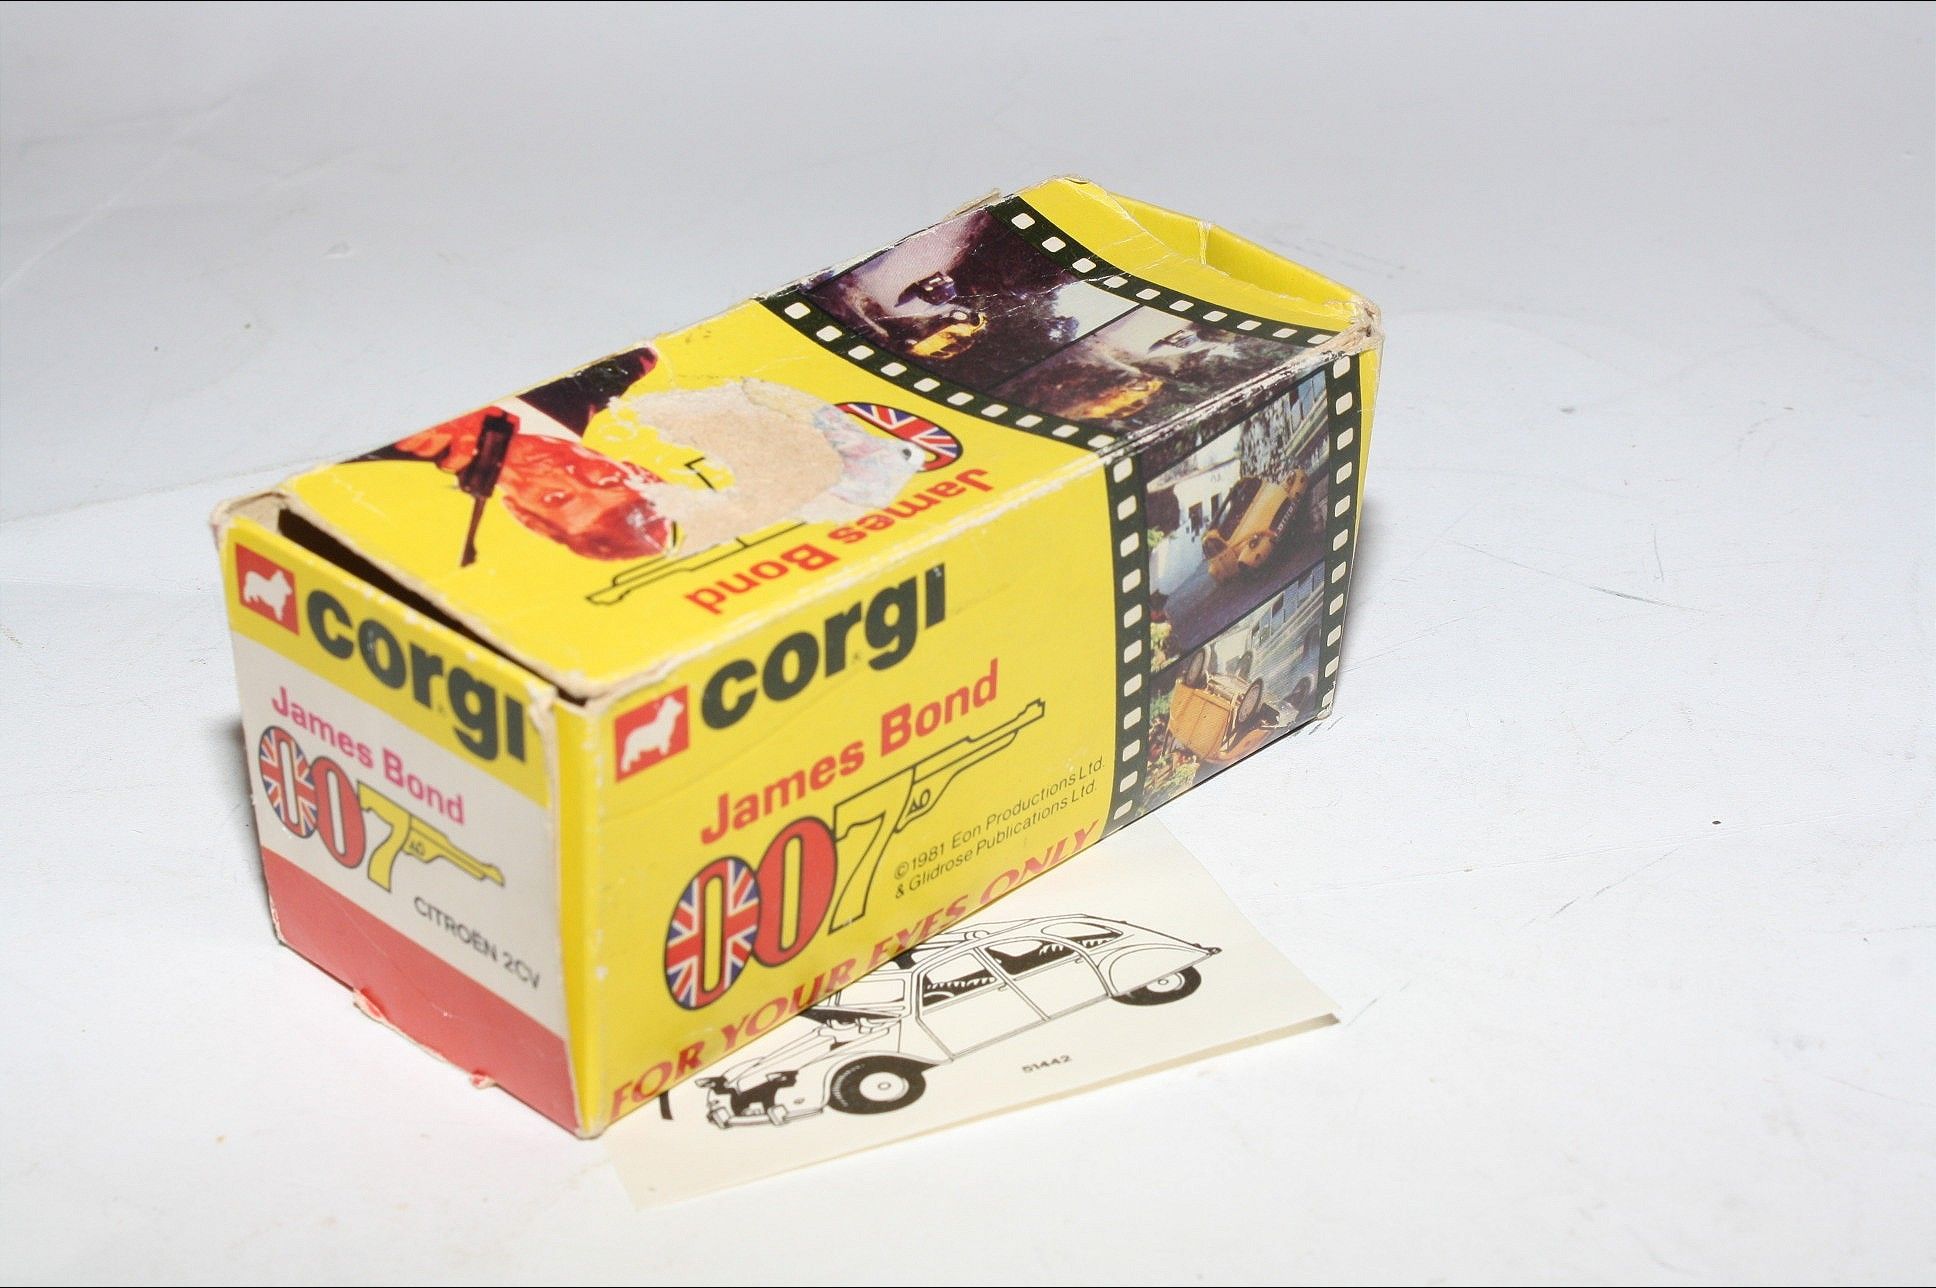 James Bond
corgi
James Bond
007
CITROËN 2CV
corgi
James Bond
007
©1981 Eon Productions Ltd.
& Glidrose Publications Ltd.
FOR YOUR EYES ONLY
51442